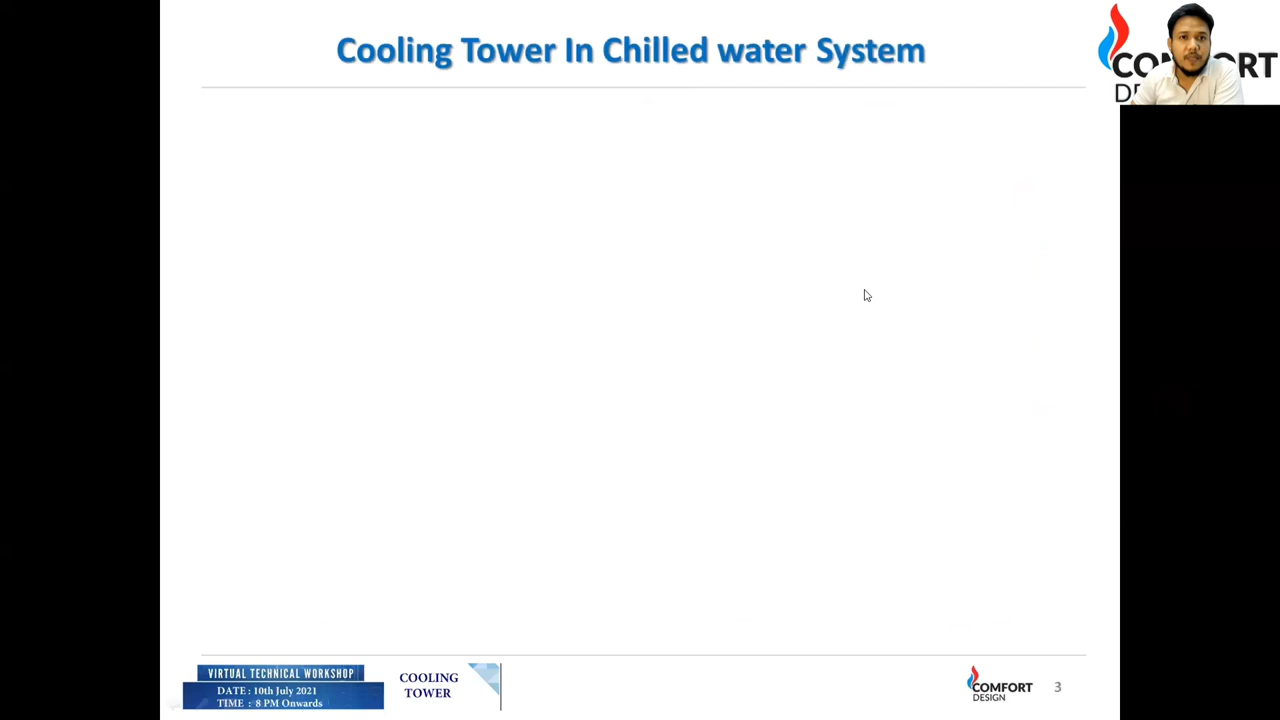 Cooling Tower In Chilled water System
COMFORT
DESIGN
VIRTUAL TECHNICAL WORKSHOP
DATE : 10th July 2021
TIME : 8 PM Onwards
COOLING
TOWER
COMFORT
DESIGN
3